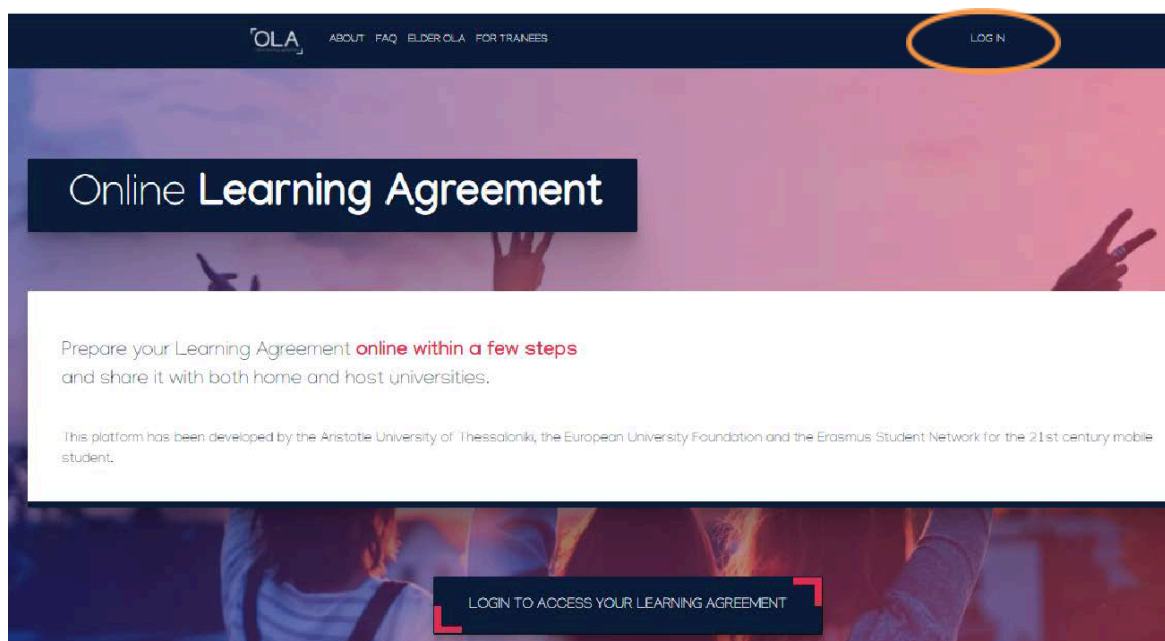 OLA
ABOUT FAQ ELDER OLA FOR TRAINEES
LOG IN
Online Learning Agreement
Prepare your Learning Agreement online within a few steps
and share it with both home and host universities.
This platform has been developed by the Aristotle University of Thessaloniki, the European University Foundation and the Erasmus Student Network for the 21st century mobile
student.
LOGIN TO ACCESS YOUR LEARNING AGREEMENT